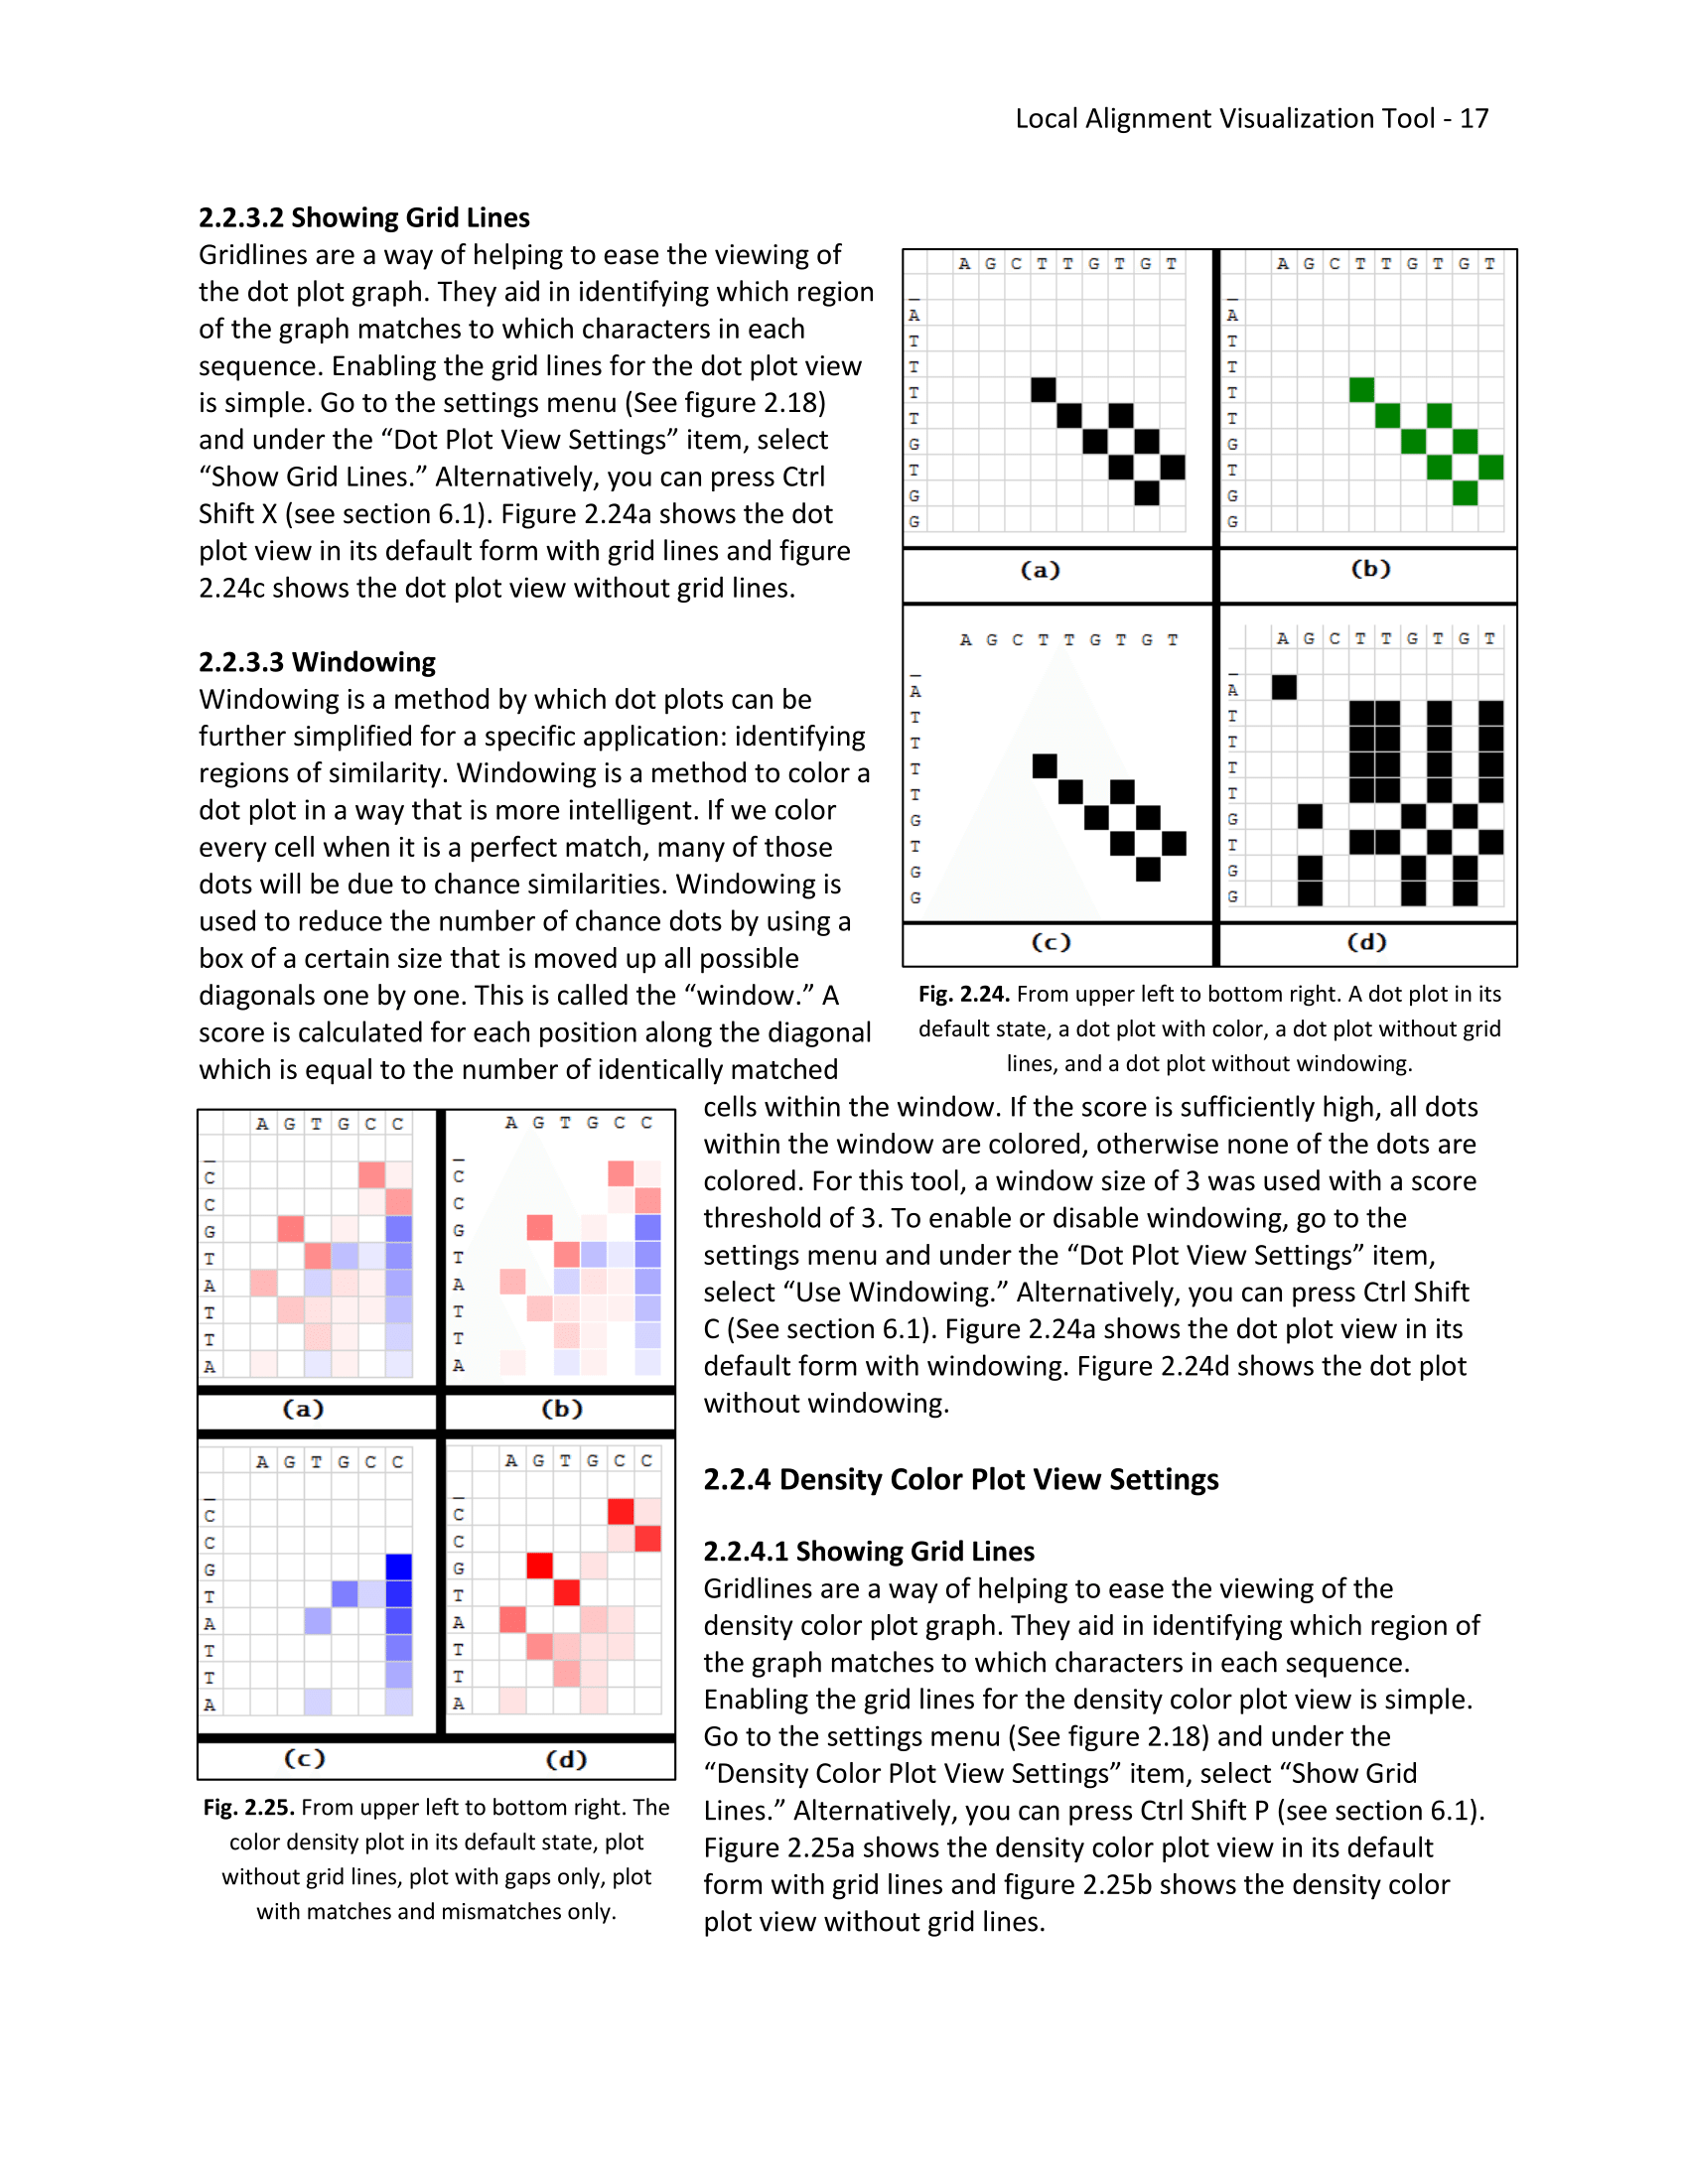 Local Alignment Visualization Tool - 17
2.2.3.2 Showing Grid Lines
Gridlines are a way of helping to ease the viewing of
the dot plot graph. They aid in identifying which region
of the graph matches to which characters in each
sequence. Enabling the grid lines for the dot plot view
is simple. Go to the settings menu (See figure 2.18)
and under the “Dot Plot View Settings” item, select
“Show Grid Lines.” Alternatively, you can press Ctrl
Shift X (see section 6.1). Figure 2.24a shows the dot
plot view in its default form with grid lines and figure
2.24c shows the dot plot view without grid lines.
2.2.3.3 Windowing
Windowing is a method by which dot plots can be
further simplified for a specific application: identifying
regions of similarity. Windowing is a method to color a
dot plot in a way that is more intelligent. If we color
every cell when it is a perfect match, many of those
dots will be due to chance similarities. Windowing is
used to reduce the number of chance dots by using a
box of a certain size that is moved up all possible
diagonals one by one. This is called the “window.” A
score is calculated for each position along the diagonal
which is equal to the number of identically matched
A G C T T G T G T
_
A
T
T
T
T
G
T
G
G
(a)
A G C T T G T G T
_
A
T
T
T
T
G
T
G
G
(b)
A G C T T G T G T
_
A
T
T
T
T
G
T
G
G
(c)
A G C T T G T G T
_
A
T
T
T
T
G
T
G
G
(d)
Fig. 2.24. From upper left to bottom right. A dot plot in its
default state, a dot plot with color, a dot plot without grid
lines, and a dot plot without windowing.
cells within the window. If the score is sufficiently high, all dots
within the window are colored, otherwise none of the dots are
colored. For this tool, a window size of 3 was used with a score
threshold of 3. To enable or disable windowing, go to the
settings menu and under the “Dot Plot View Settings” item,
select “Use Windowing.” Alternatively, you can press Ctrl Shift
C (See section 6.1). Figure 2.24a shows the dot plot view in its
default form with windowing. Figure 2.24d shows the dot plot
without windowing.
A G T G C C
_
C
C
G
T
A
T
T
A
(a)
A G T G C C
_
C
C
G
T
A
T
T
A
(b)
A G T G C C
_
C
C
G
T
A
T
T
A
(c)
A G T G C C
_
C
C
G
T
A
T
T
A
(d)
Fig. 2.25. From upper left to bottom right. The
color density plot in its default state, plot
without grid lines, plot with gaps only, plot
with matches and mismatches only.
2.2.4 Density Color Plot View Settings
2.2.4.1 Showing Grid Lines
Gridlines are a way of helping to ease the viewing of the
density color plot graph. They aid in identifying which region of
the graph matches to which characters in each sequence.
Enabling the grid lines for the density color plot view is simple.
Go to the settings menu (See figure 2.18) and under the
“Density Color Plot View Settings” item, select “Show Grid
Lines.” Alternatively, you can press Ctrl Shift P (see section 6.1).
Figure 2.25a shows the density color plot view in its default
form with grid lines and figure 2.25b shows the density color
plot view without grid lines.